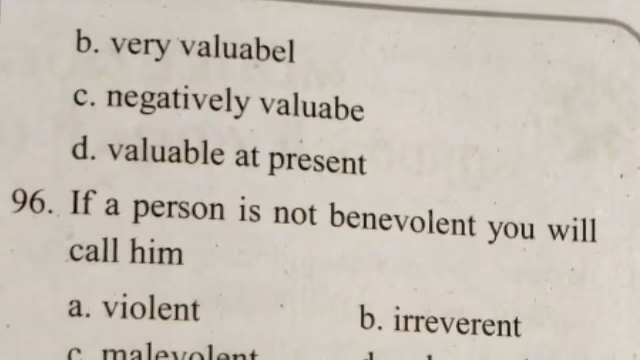 b. very valuabel
c. negatively valuabe
d. valuable at present
96. If a person is not benevolent you will
call him
a. violent b. irreverent
c. malevolent